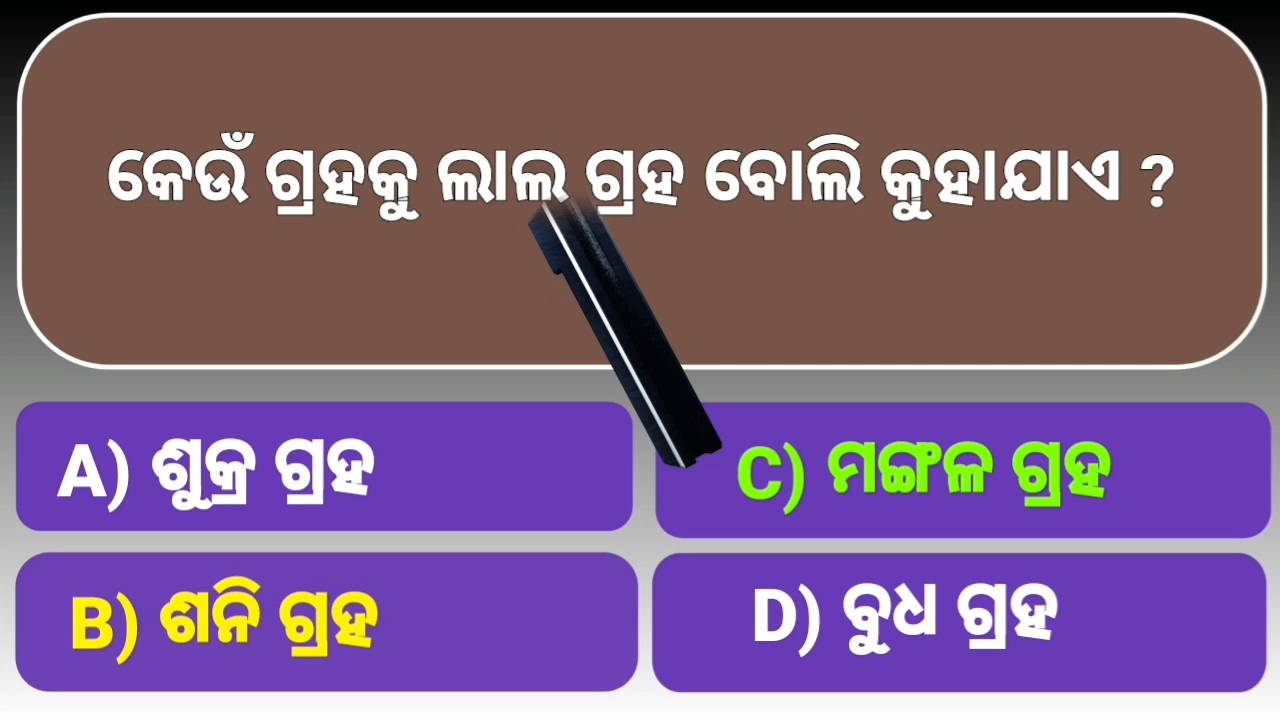 କେଉଁ ଗ୍ରହକୁ ଲାଲ ଗ୍ରହ ବୋଲି କୁହାଯାଏ ?
A) ଶୁକ୍ର ଗ୍ରହ
C) ମଙ୍ଗଳ ଗ୍ରହ
B) ଶନି ଗ୍ରହ
D) ବୁଧ ଗ୍ରହ